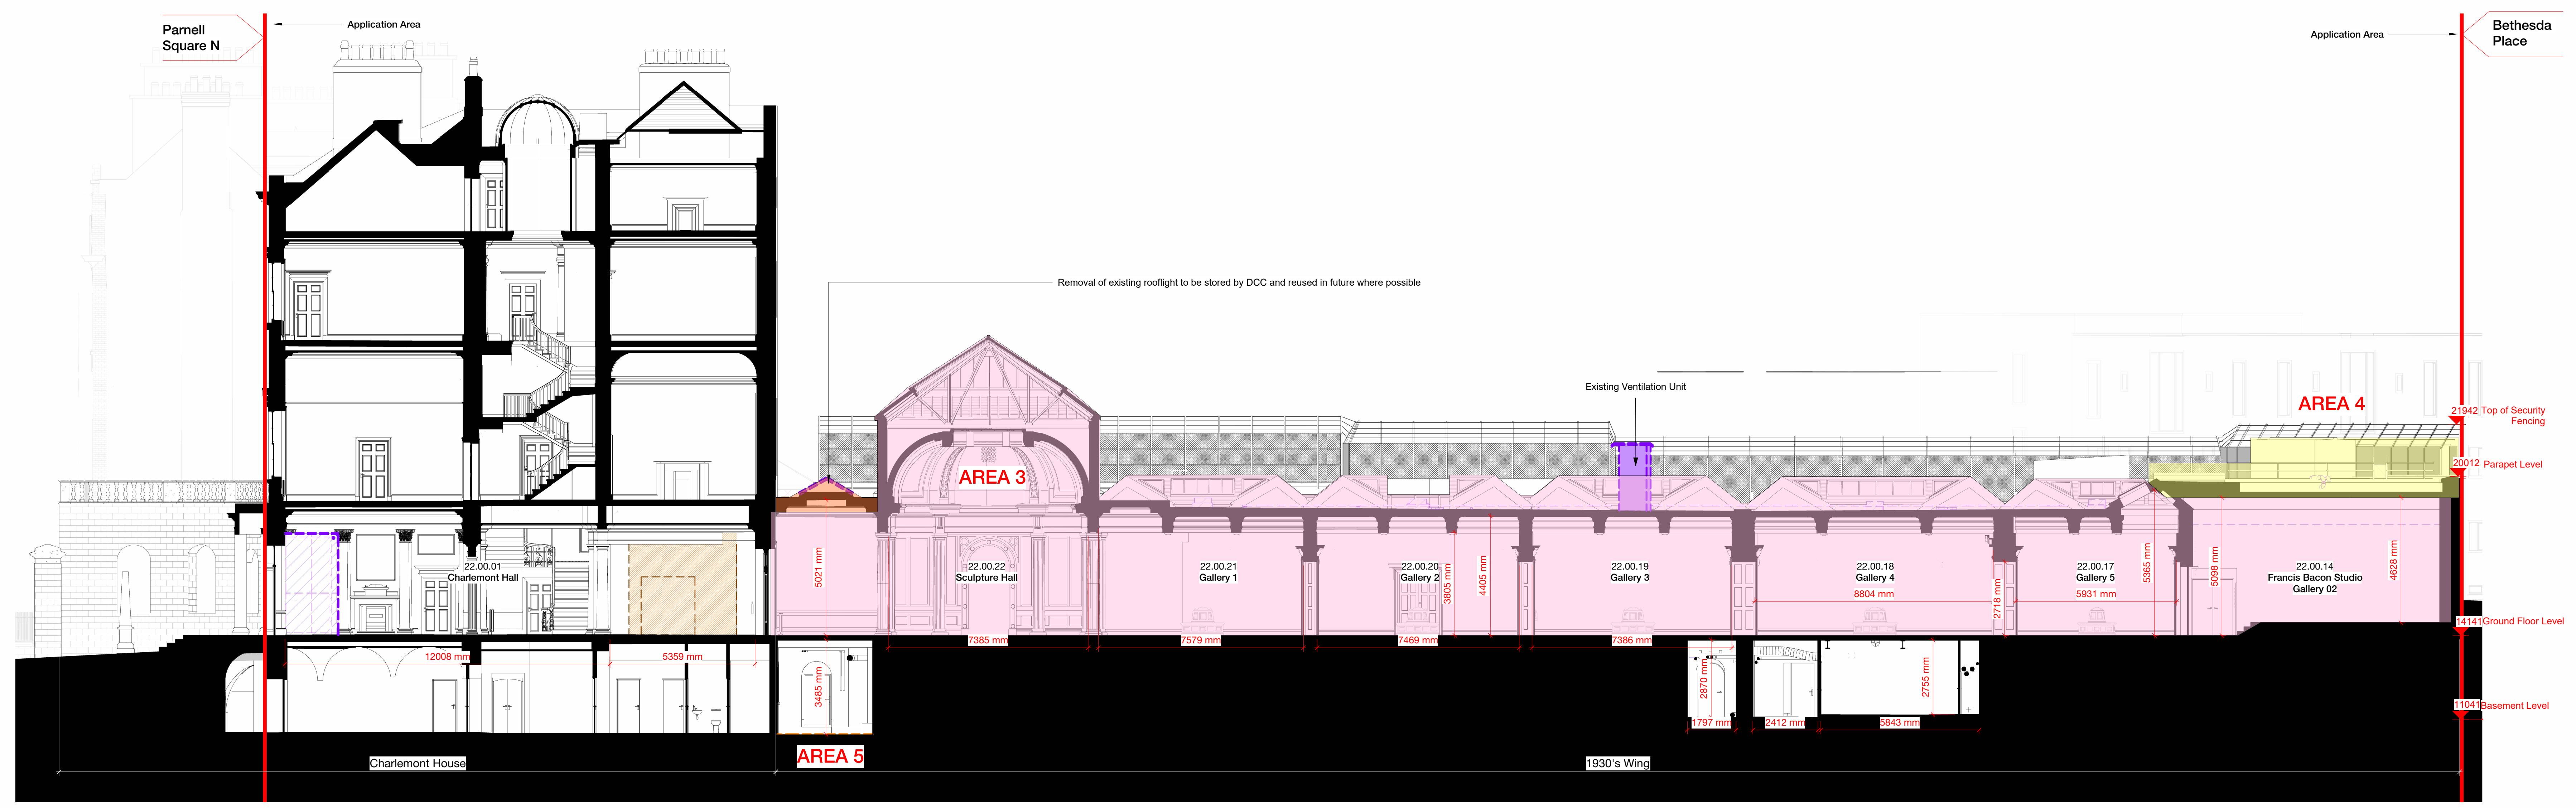 Parnell
Square N
Application Area
Application Area
Bethesda
Place
Removal of existing rooflight to be stored by DCC and reused in future where possible
Existing Ventilation Unit
AREA 4
21942 Top of Security
Fencing
20012 Parapet Level
AREA 3
22.00.01
Charlemont Hall
5021 mm
22.00.22
Sculpture Hall
22.00.21
Gallery 1
22.00.20
Gallery 2
3805 mm
4405 mm
22.00.19
Gallery 3
22.00.18
Gallery 4
8804 mm
2718 mm
22.00.17
Gallery 5
5931 mm
5365 mm
5098 mm
22.00.14
Francis Bacon Studio
Gallery 02
4628 mm
14141 Ground Floor Level
7385 mm
7579 mm
7469 mm
7386 mm
12008 mm
5359 mm
3485 mm
2870 mm
2755 mm
11041 Basement Level
1797 mm
2412 mm
5843 mm
AREA 5
Charlemont House
1930's Wing